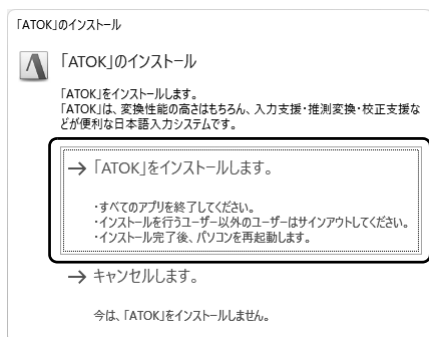 「ATOK」のインストール
「ATOK」のインストール
「ATOK」をインストールします。
「ATOK」は、変換性能の高さはもちろん、入力支援・推測変換・校正支援な
どが便利な日本語入力システムです。
→「ATOK」をインストールします。
・すべてのアプリを終了してください。
・インストールを行うユーザー以外のユーザーはサインアウトしてください。
・インストール完了後、パソコンを再起動します。
→ キャンセルします。
今は、「ATOK」をインストールしません。